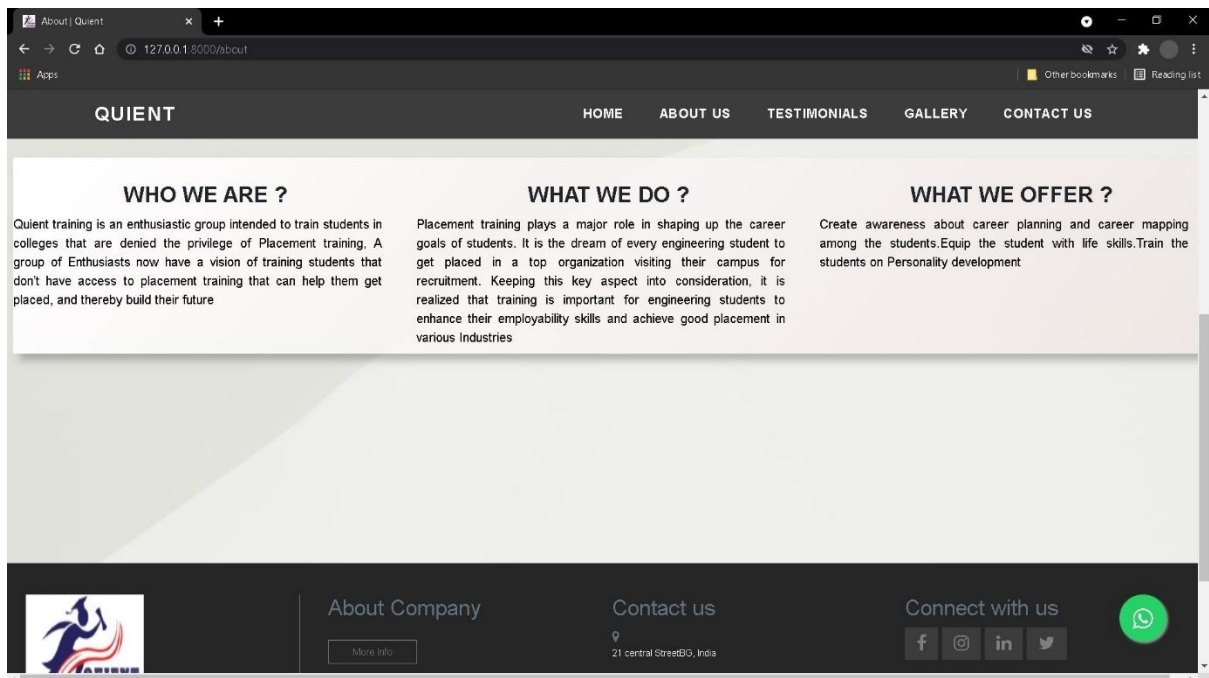 About | Quient
127.0.0.1:8000/about
Apps
Other bookmarks
Reading list
QUIENT
HOME
ABOUT US
TESTIMONIALS
GALLERY
CONTACT US
WHO WE ARE ?
Quient training is an enthusiastic group intended to train students in
colleges that are denied the privilege of Placement training, A
group of Enthusiasts now have a vision of training students that
don't have access to placement training that can help them get
placed, and thereby build their future
WHAT WE DO ?
Placement training plays a major role in shaping up the career
goals of students. It is the dream of every engineering student to
get placed in a top organization visiting their campus for
recruitment. Keeping this key aspect into consideration, it is
realized that training is important for engineering students to
enhance their employability skills and achieve good placement in
various Industries
WHAT WE OFFER ?
Create awareness about career planning and career mapping
among the students.Equip the student with life skills.Train the
students on Personality development
QUIENT
About Company
More Info
Contact us
21 central StreetBG, India
Connect with us